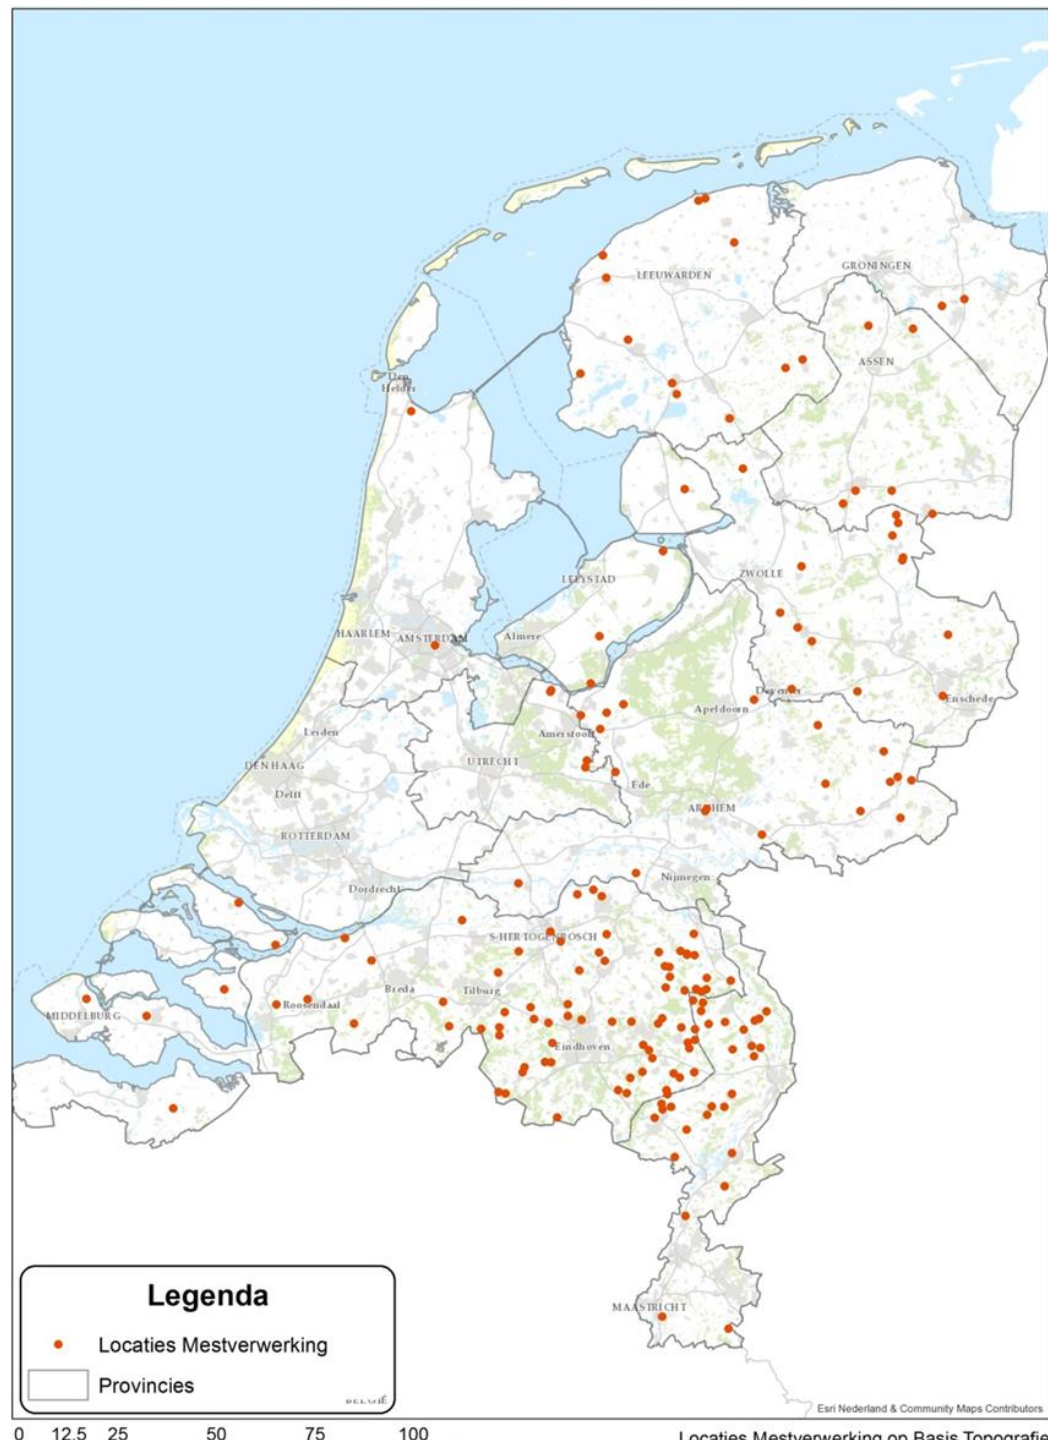 GRONINGEN
LEEUWARDEN
ASSEN
Den
Helder
ZWOLLE
LELYSTAD
HAARLEM
AMSTERDAM
Almere
Deventer
Enschede
Apeldoorn
Leiden
Amersfoort
UTRECHT
DEN HAAG
Delft
Ede
ARNHEM
ROTTERDAM
Nijmegen
Dordrecht
S-HERTOGENBOSCH
Breda
Tilburg
Roosendaal
MIDDELBURG
Eindhoven
Legenda
MAASTRICHT
Locaties Mestverwerking
Provincies
BELGIË
Esri Nederland & Community Maps Contributors
0 12.5 25 50 75 100
Locaties Mestverwerking op Basis Topografie